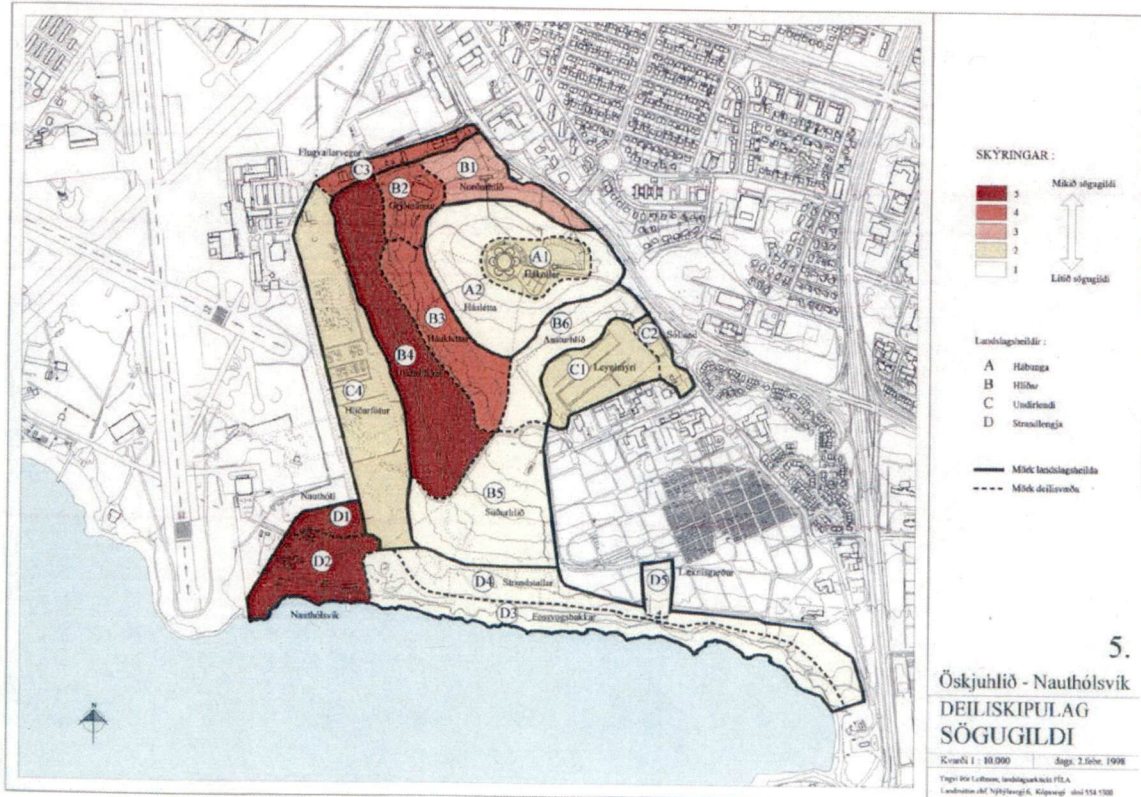 Flugvallarvegur
C3
B1
Norðurhlíð
B2
A1
A2
Háslétta
B3
B6
Austurhlíð
C2
C1
Leynimýri
B4
C4
Hlíðarfótur
B5
Suðurhlíð
Nauthóll
D1
D2
Nauthólsvík
D4
Strandstallur
D3
Fossvogsbakkar
D5
Læknisgarður
N
SKÝRINGAR :
5 Mikið sögugildi
4
3
2
1 Lítið sögugildi
Landslagsheildir :
A Hábunga
B Hlíðar
C Undirlendi
D Strandlengja
Mörk landslagsheilda
Mörk deilisvæða
5.
Öskjuhlíð - Nauthólsvík
DEILISKIPULAG
SÖGUGILDI
Kvarði 1 : 10.000 dags. 2.febr. 1998